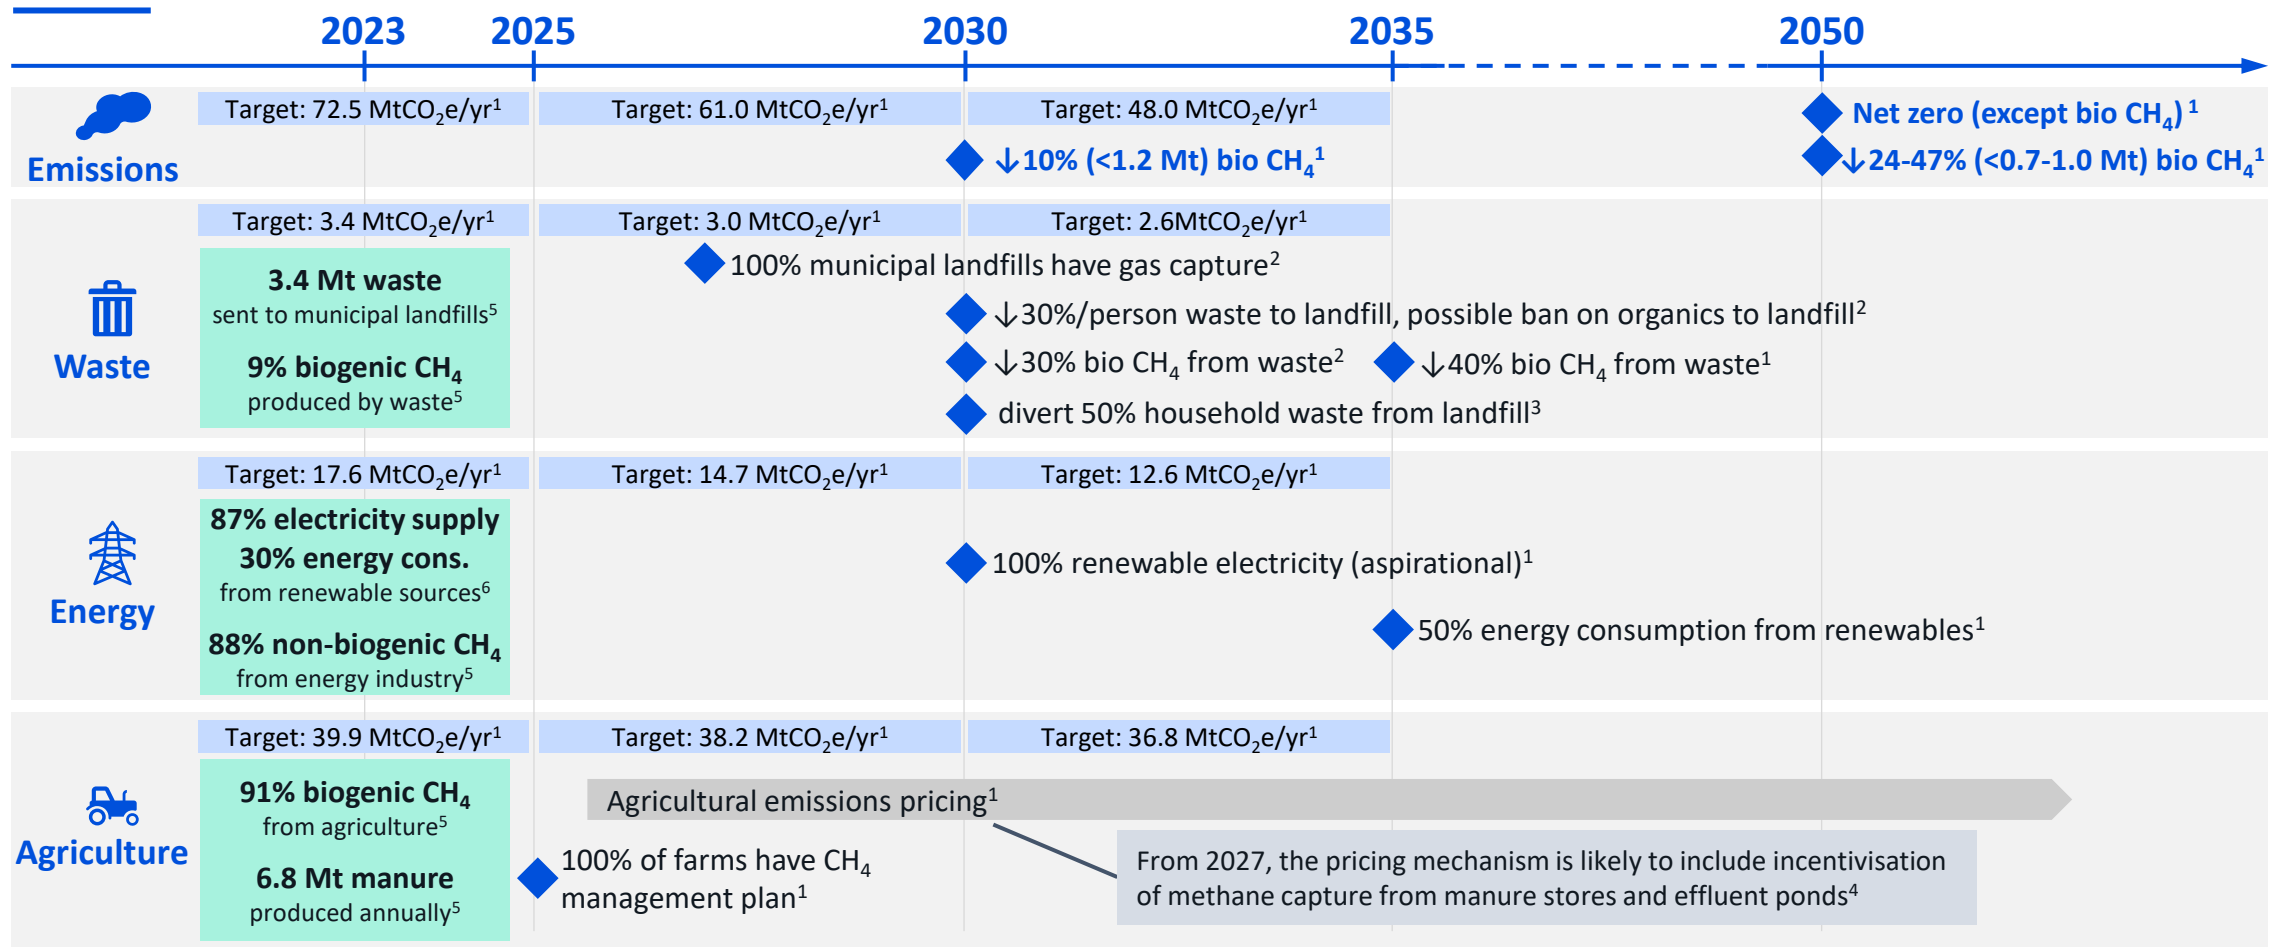 2023 2025 2030 2035 2050
Emissions
Target: 72.5 MtCO₂e/yr¹ Target: 61.0 MtCO₂e/yr¹ Target: 48.0 MtCO₂e/yr¹
Net zero (except bio CH₄)¹
↓10% (<1.2 Mt) bio CH₄¹
↓24-47% (<0.7-1.0 Mt) bio CH₄¹
Waste
Target: 3.4 MtCO₂e/yr¹ Target: 3.0 MtCO₂e/yr¹ Target: 2.6MtCO₂e/yr¹
3.4 Mt waste
sent to municipal landfills⁵
9% biogenic CH₄
produced by waste⁵
100% municipal landfills have gas capture²
↓30%/person waste to landfill, possible ban on organics to landfill²
↓30% bio CH₄ from waste²
↓40% bio CH₄ from waste¹
divert 50% household waste from landfill³
Energy
Target: 17.6 MtCO₂e/yr¹ Target: 14.7 MtCO₂e/yr¹ Target: 12.6 MtCO₂e/yr¹
87% electricity supply
30% energy cons.
from renewable sources⁶
88% non-biogenic CH₄
from energy industry⁵
100% renewable electricity (aspirational)¹
50% energy consumption from renewables¹
Agriculture
Target: 39.9 MtCO₂e/yr¹ Target: 38.2 MtCO₂e/yr¹ Target: 36.8 MtCO₂e/yr¹
91% biogenic CH₄
from agriculture⁵
6.8 Mt manure
produced annually⁵
Agricultural emissions pricing¹
100% of farms have CH₄
management plan¹
From 2027, the pricing mechanism is likely to include incentivisation
of methane capture from manure stores and effluent ponds⁴